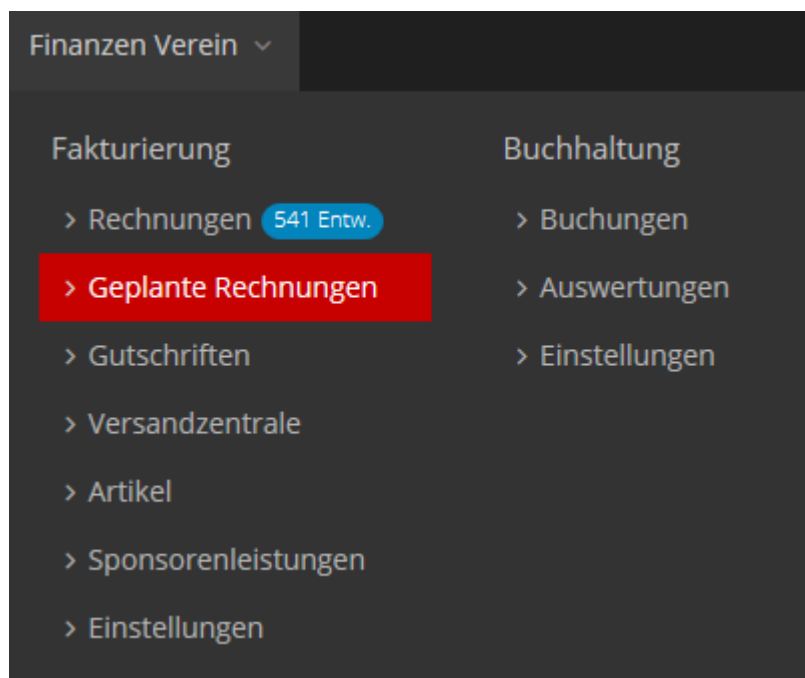 Finanzen Verein
Fakturierung
Rechnungen 541 Entw.
Geplante Rechnungen
Gutschriften
Versandzentrale
Artikel
Sponsorenleistungen
Einstellungen
Buchhaltung
Buchungen
Auswertungen
Einstellungen